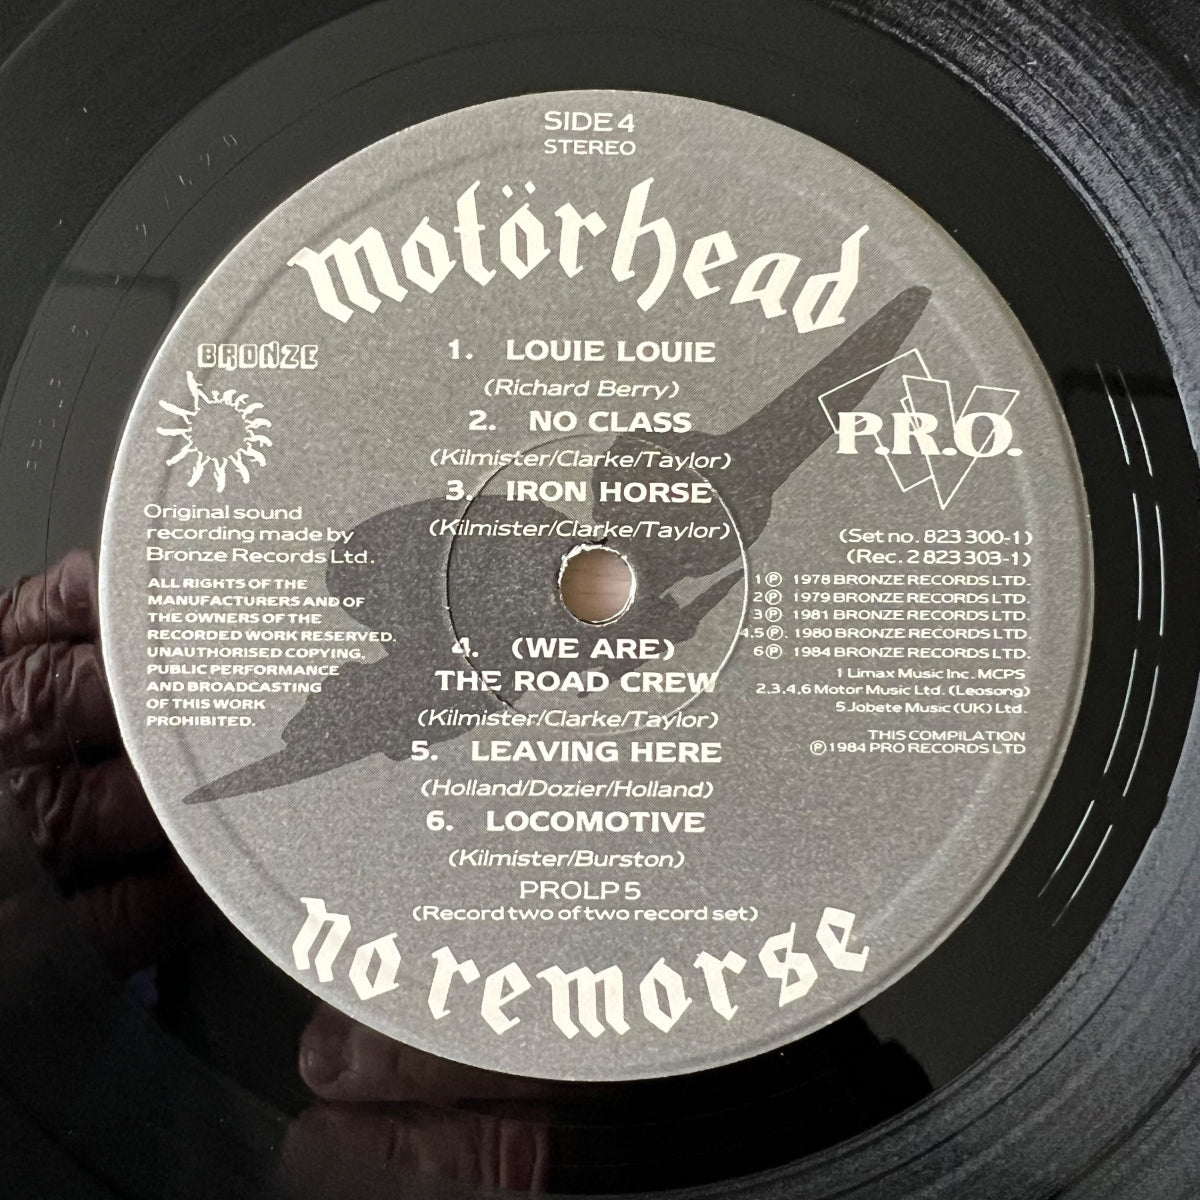 SIDE 4
STEREO
motörhead
BRONZE
1. LOUIE LOUIE
(Richard Berry)
2. NO CLASS
(Kilmister/Clarke/Taylor)
3. IRON HORSE
(Kilmister/Clarke/Taylor)
4. (WE ARE)
THE ROAD CREW
(Kilmister/Clarke/Taylor)
5. LEAVING HERE
(Holland/Dozier/Holland)
6. LOCOMOTIVE
(Kilmister/Burston)
PROLP 5
(Record two of two record set)
Original sound
recording made by
Bronze Records Ltd.
ALL RIGHTS OF THE
MANUFACTURERS AND OF
THE OWNERS OF THE
RECORDED WORK RESERVED.
UNAUTHORISED COPYING,
PUBLIC PERFORMANCE
AND BROADCASTING
OF THIS WORK
PROHIBITED.
P.R.O.
(Set no. 823 300-1)
(Rec. 2 823 303-1)
1 ℗ 1978 BRONZE RECORDS LTD.
2 ℗ 1979 BRONZE RECORDS LTD.
3 ℗ 1981 BRONZE RECORDS LTD.
4,5 ℗. 1980 BRONZE RECORDS LTD.
6 ℗ 1984 BRONZE RECORDS LTD.
1 Limax Music Inc. MCPS
2,3,4,6 Motor Music Ltd. (Leosong)
5 Jobete Music (UK) Ltd.
THIS COMPILATION
℗ 1984 PRO RECORDS LTD
no remorse